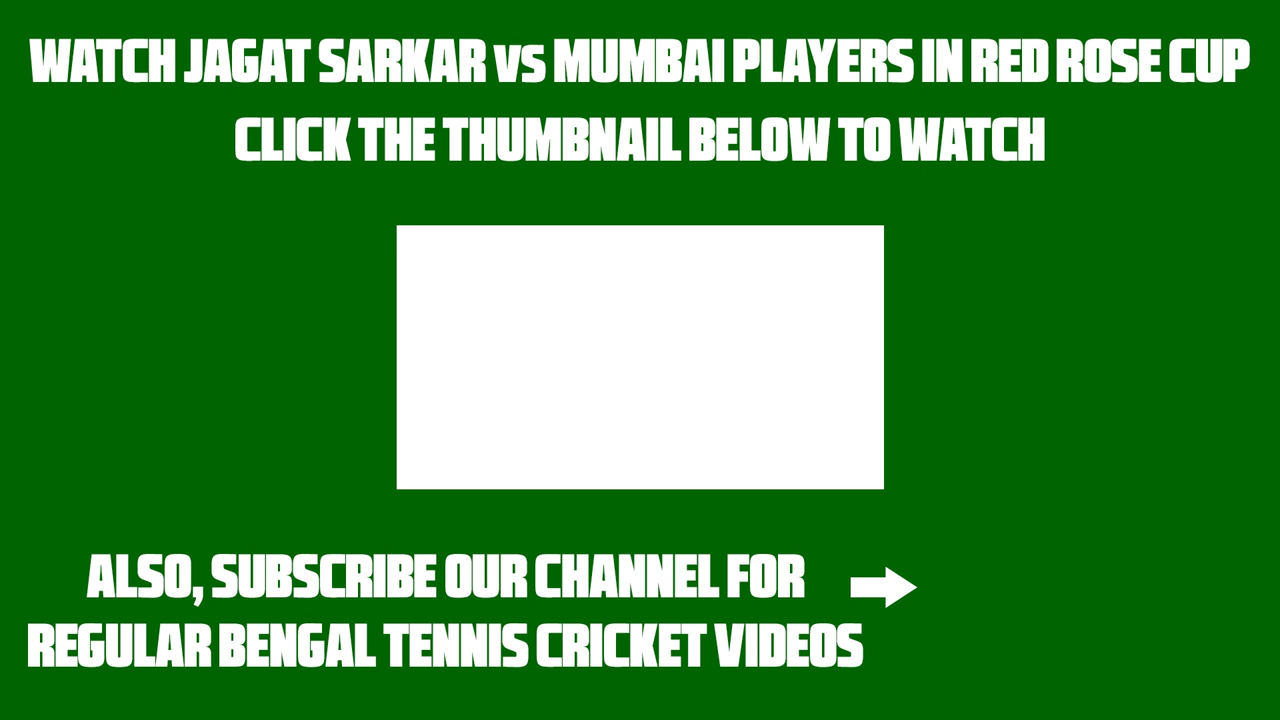 WATCH JAGAT SARKAR vs MUMBAI PLAYERS IN RED ROSE CUP
CLICK THE THUMBNAIL BELOW TO WATCH
ALSO, SUBSCRIBE OUR CHANNEL FOR
REGULAR BENGAL TENNIS CRICKET VIDEOS